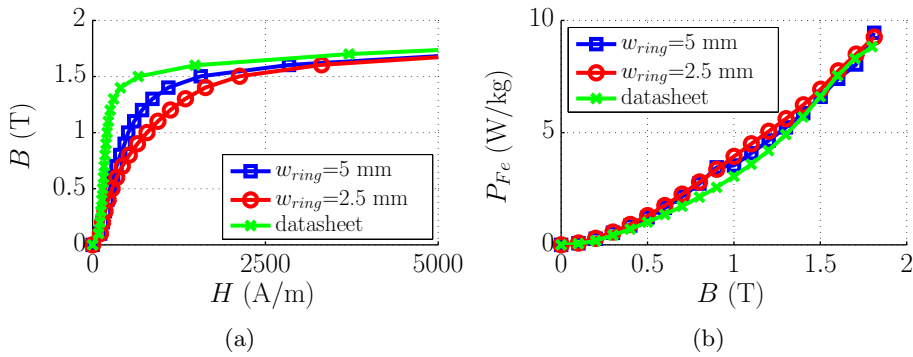 2
1.5
1
0.5
0
B (T)
0
2500
5000
H (A/m)
w_ring=5 mm
w_ring=2.5 mm
datasheet
(a)
10
5
0
P_Fe (W/kg)
0
0.5
1
1.5
2
B (T)
w_ring=5 mm
w_ring=2.5 mm
datasheet
(b)